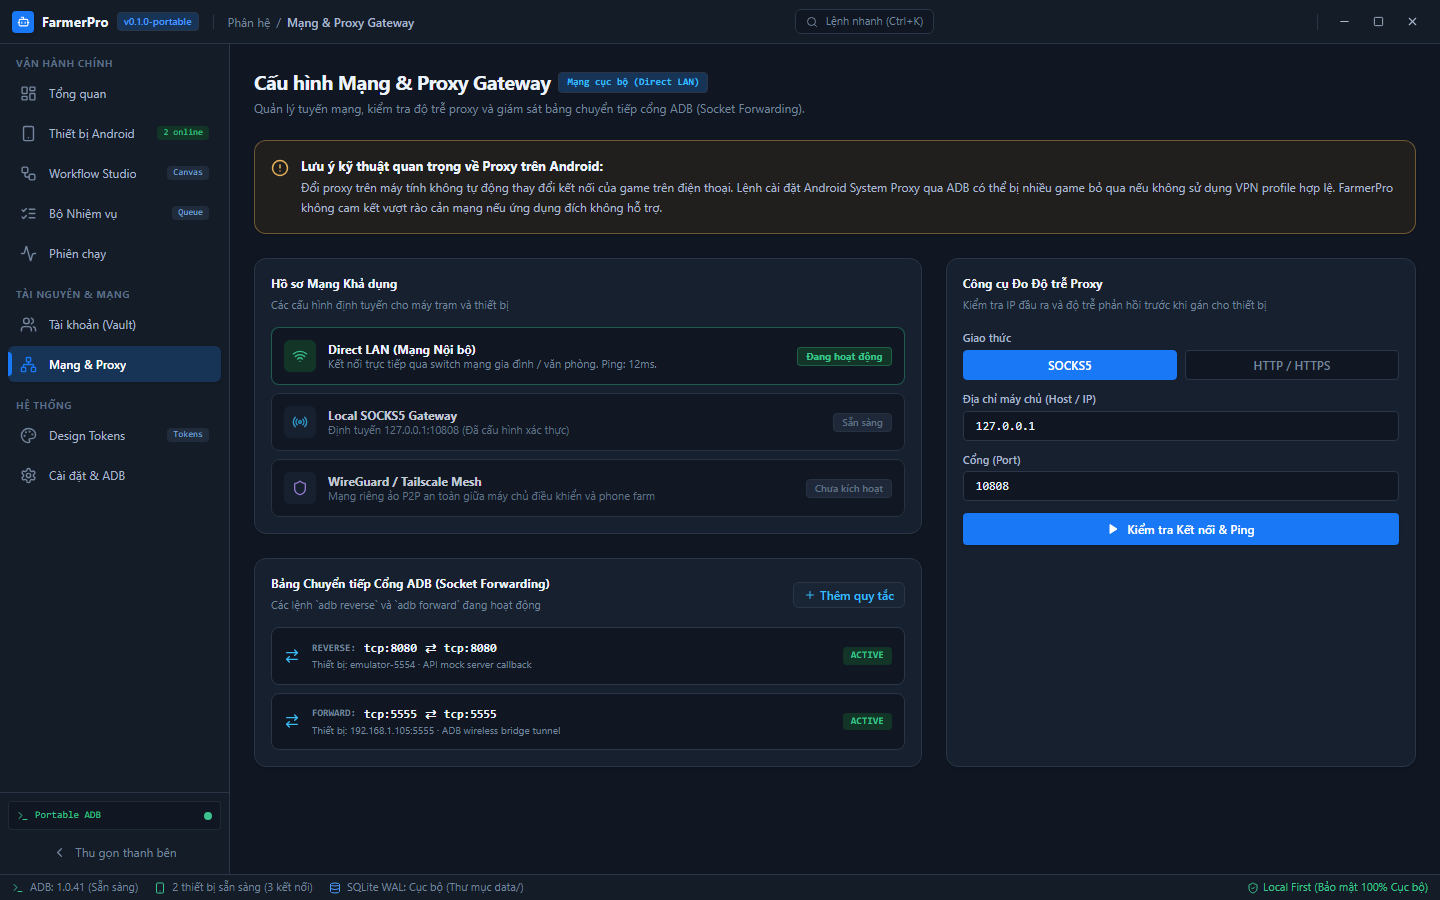 FarmerPro v0.1.0-portable Phân hệ / Mạng & Proxy Gateway Lệnh nhanh (Ctrl+K)
VẬN HÀNH CHÍNH
Tổng quan
Thiết bị Android 2 online
Workflow Studio Canvas
Bộ Nhiệm vụ Queue
Phiên chạy
TÀI NGUYÊN & MẠNG
Tài khoản (Vault)
Mạng & Proxy
HỆ THỐNG
Design Tokens Tokens
Cài đặt & ADB
>_ Portable ADB
Thu gọn thanh bên
Cấu hình Mạng & Proxy Gateway Mạng cục bộ (Direct LAN)
Quản lý tuyến mạng, kiểm tra độ trễ proxy và giám sát bảng chuyển tiếp cổng ADB (Socket Forwarding).
Lưu ý kỹ thuật quan trọng về Proxy trên Android:
Đổi proxy trên máy tính không tự động thay đổi kết nối của game trên điện thoại. Lệnh cài đặt Android System Proxy qua ADB có thể bị nhiều game bỏ qua nếu không sử dụng VPN profile hợp lệ. FarmerPro
không cam kết vượt rào cản mạng nếu ứng dụng đích không hỗ trợ.
Hồ sơ Mạng Khả dụng
Các cấu hình định tuyến cho máy trạm và thiết bị
Direct LAN (Mạng Nội bộ)
Kết nối trực tiếp qua switch mạng gia đình / văn phòng. Ping: 12ms.
Đang hoạt động
Local SOCKS5 Gateway
Định tuyến 127.0.0.1:10808 (Đã cấu hình xác thực)
Sẵn sàng
WireGuard / Tailscale Mesh
Mạng riêng ảo P2P an toàn giữa máy chủ điều khiển và phone farm
Chưa kích hoạt
Bảng Chuyển tiếp Cổng ADB (Socket Forwarding)
Các lệnh `adb reverse` và `adb forward` đang hoạt động
+ Thêm quy tắc
REVERSE: tcp:8080 ⇄ tcp:8080
Thiết bị: emulator-5554 · API mock server callback
ACTIVE
FORWARD: tcp:5555 ⇄ tcp:5555
Thiết bị: 192.168.1.105:5555 · ADB wireless bridge tunnel
ACTIVE
Công cụ Đo Độ trễ Proxy
Kiểm tra IP đầu ra và độ trễ phản hồi trước khi gán cho thiết bị
Giao thức
SOCKS5 HTTP / HTTPS
Địa chỉ máy chủ (Host / IP)
127.0.0.1
Cổng (Port)
10808
Kiểm tra Kết nối & Ping
>_ ADB: 1.0.41 (Sẵn sàng) 2 thiết bị sẵn sàng (3 kết nối) SQLite WAL: Cục bộ (Thư mục data/) Local First (Bảo mật 100% Cục bộ)